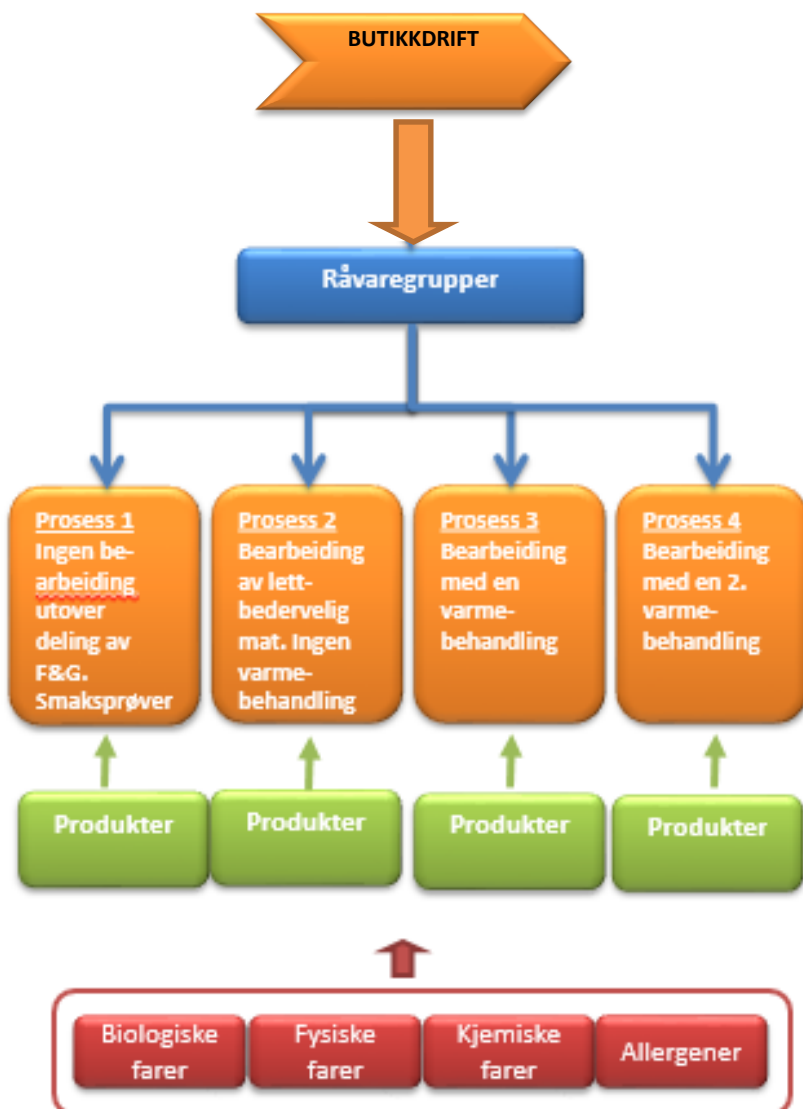 BUTIKKDRIFT
Råvaregrupper
Prosess 1
Ingen be-
arbeiding
utover
deling av
F&G.
Smaksprøver
Prosess 2
Bearbeiding
av lett-
bedervelig
mat. Ingen
varme-
behandling
Prosess 3
Bearbeiding
med en
varme-
behandling
Prosess 4
Bearbeiding
med en 2.
varme-
behandling
Produkter
Produkter
Produkter
Produkter
Biologiske
farer
Fysiske
farer
Kjemiske
farer
Allergener